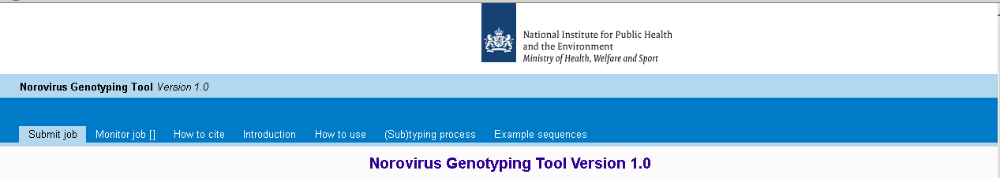 National Institute for Public Health
and the Environment
Ministry of Health, Welfare and Sport
Norovirus Genotyping Tool Version 1.0
Submit job Monitor job [] How to cite Introduction How to use (Sub)typing process Example sequences
Norovirus Genotyping Tool Version 1.0